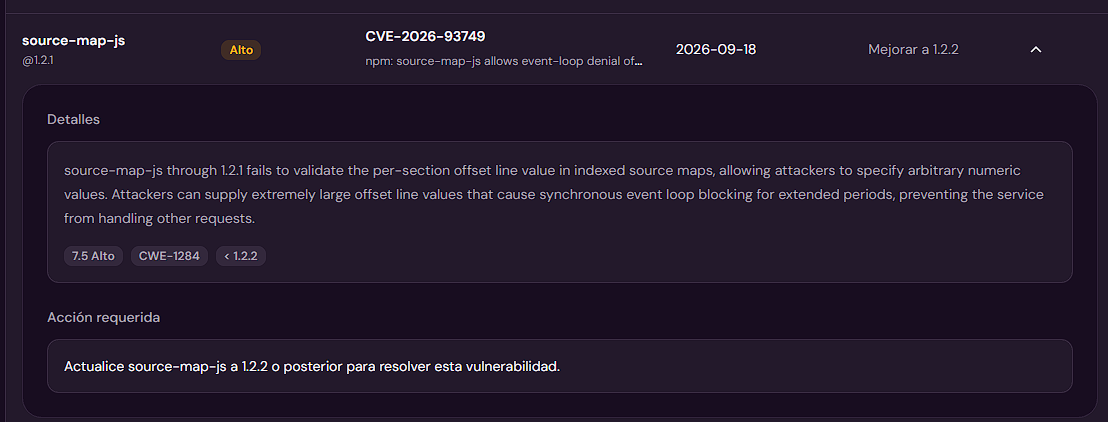 source-map-js
@1.2.1
Alto
CVE-2026-93749
npm: source-map-js allows event-loop denial of...
2026-09-18
Mejorar a 1.2.2
Detalles
source-map-js through 1.2.1 fails to validate the per-section offset line value in indexed source maps, allowing attackers to specify arbitrary numeric
values. Attackers can supply extremely large offset line values that cause synchronous event loop blocking for extended periods, preventing the service
from handling other requests.
7.5 Alto
CWE-1284
< 1.2.2
Acción requerida
Actualice source-map-js a 1.2.2 o posterior para resolver esta vulnerabilidad.